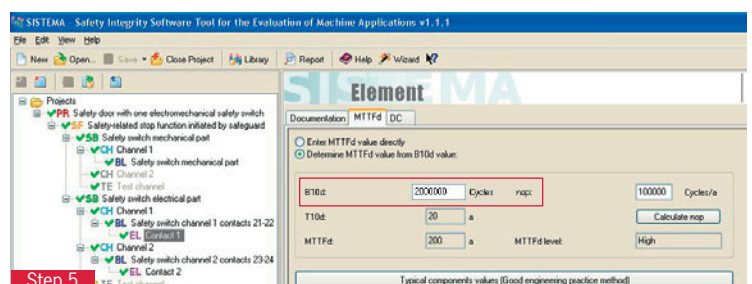 SISTEMA - Safety Integrity Software Tool for the Evaluation of Machine Applications v1.1.1
File Edit View Help
New Open... Save Close Project Library Report Help Wizard
SISTEMA
Element
Projects
PR Safety door with one electromechanical safety switch
SF Safety-related stop function initiated by safeguard
SB Safety switch mechanical part
CH Channel 1
BL Safety switch mechanical part
CH Channel 2
TE Test channel
SB Safety switch electrical part
CH Channel 1
BL Safety switch channel 1 contacts 21-22
EL Contact 1
CH Channel 2
BL Safety switch channel 2 contacts 23-24
EL Contact 2
TE Test channel
Step 5
Documentation MTTFd DC
Enter MTTFd value directly
Determine MTTFd value from B10d value:
B10d: 2000000 Cycles nop: 100000 Cycles/a
T10d: 20 a Calculate nop
MTTFd: 200 a MTTFd level: High
Typical components values (Good engineering practice method)